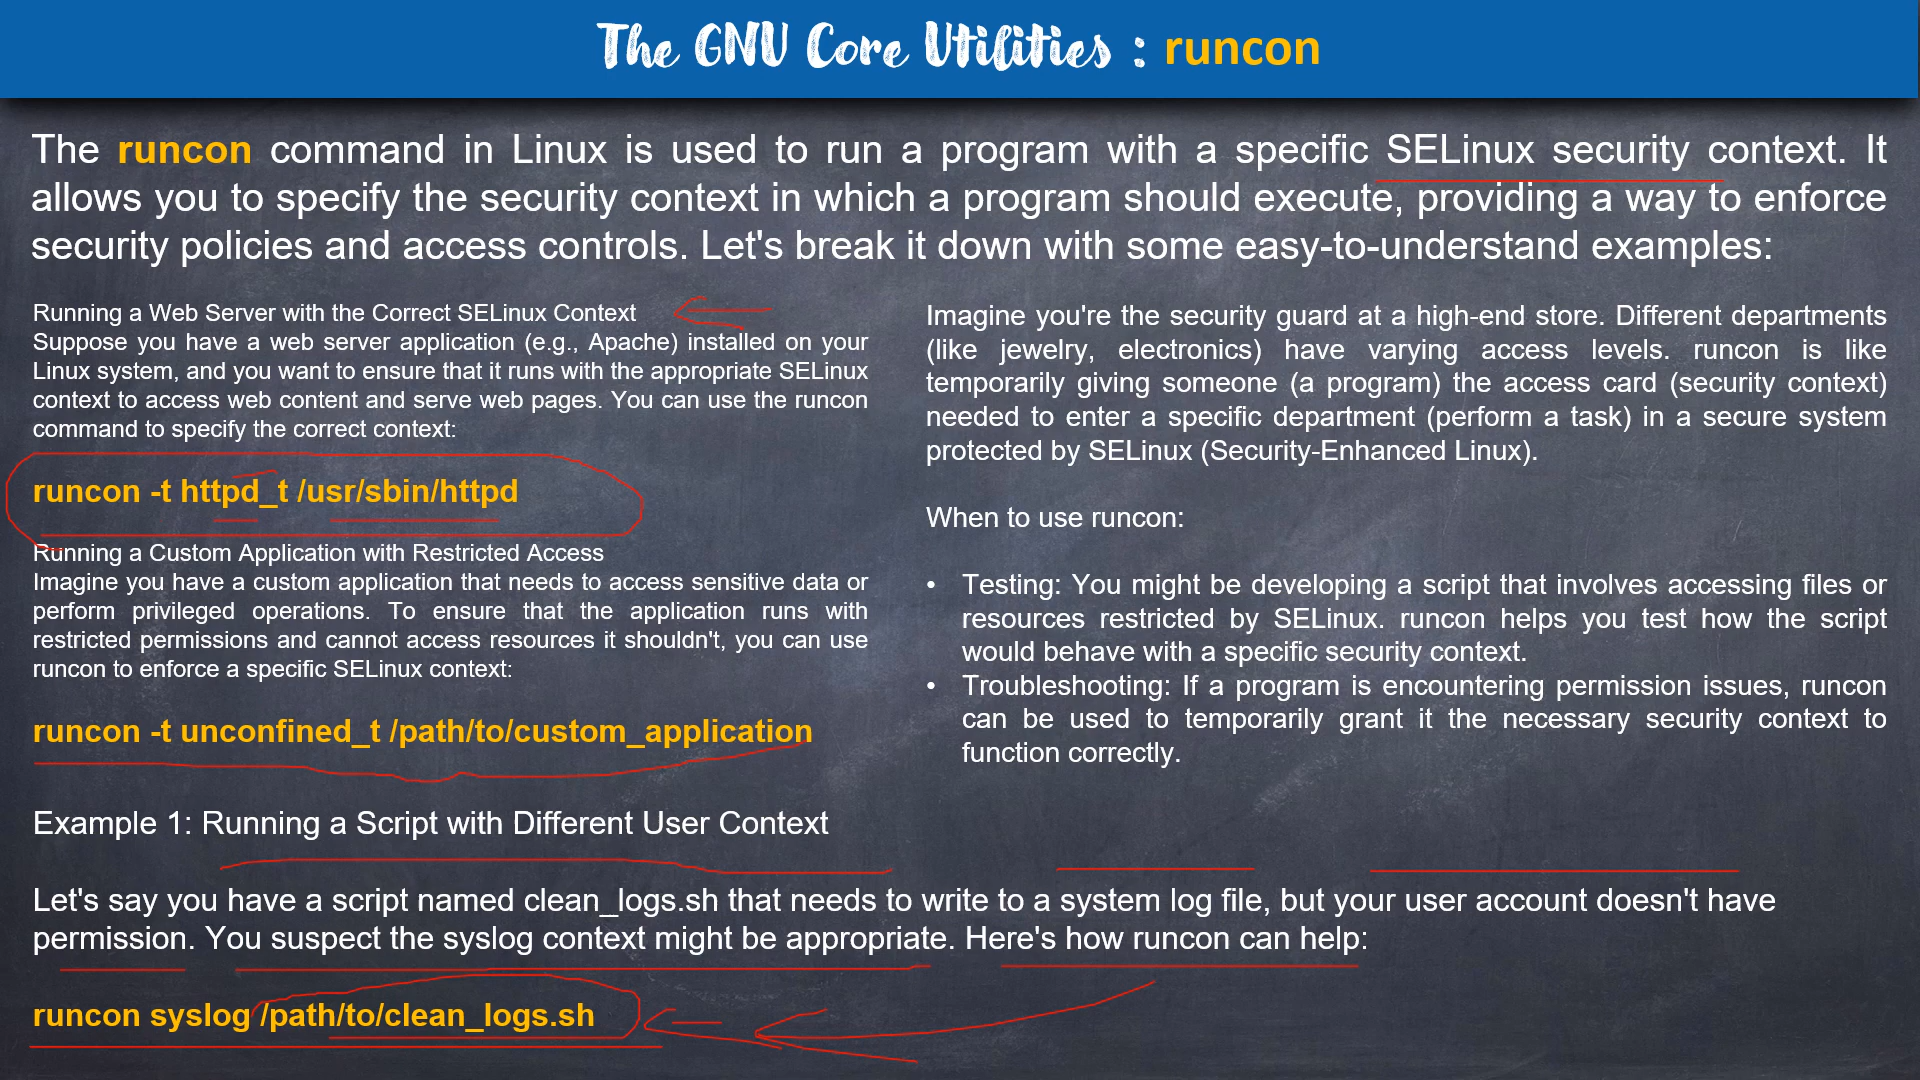 The GNU Core Utilities : runcon
The runcon command in Linux is used to run a program with a specific SELinux security context. It
allows you to specify the security context in which a program should execute, providing a way to enforce
security policies and access controls. Let's break it down with some easy-to-understand examples:
Running a Web Server with the Correct SELinux Context
Suppose you have a web server application (e.g., Apache) installed on your
Linux system, and you want to ensure that it runs with the appropriate SELinux
context to access web content and serve web pages. You can use the runcon
command to specify the correct context:
runcon -t httpd_t /usr/sbin/httpd
Running a Custom Application with Restricted Access
Imagine you have a custom application that needs to access sensitive data or
perform privileged operations. To ensure that the application runs with
restricted permissions and cannot access resources it shouldn't, you can use
runcon to enforce a specific SELinux context:
runcon -t unconfined_t /path/to/custom_application
Imagine you're the security guard at a high-end store. Different departments
(like jewelry, electronics) have varying access levels. runcon is like
temporarily giving someone (a program) the access card (security context)
needed to enter a specific department (perform a task) in a secure system
protected by SELinux (Security-Enhanced Linux).
When to use runcon:
• Testing: You might be developing a script that involves accessing files or
resources restricted by SELinux. runcon helps you test how the script
would behave with a specific security context.
• Troubleshooting: If a program is encountering permission issues, runcon
can be used to temporarily grant it the necessary security context to
function correctly.
Example 1: Running a Script with Different User Context
Let's say you have a script named clean_logs.sh that needs to write to a system log file, but your user account doesn't have
permission. You suspect the syslog context might be appropriate. Here's how runcon can help:
runcon syslog /path/to/clean_logs.sh